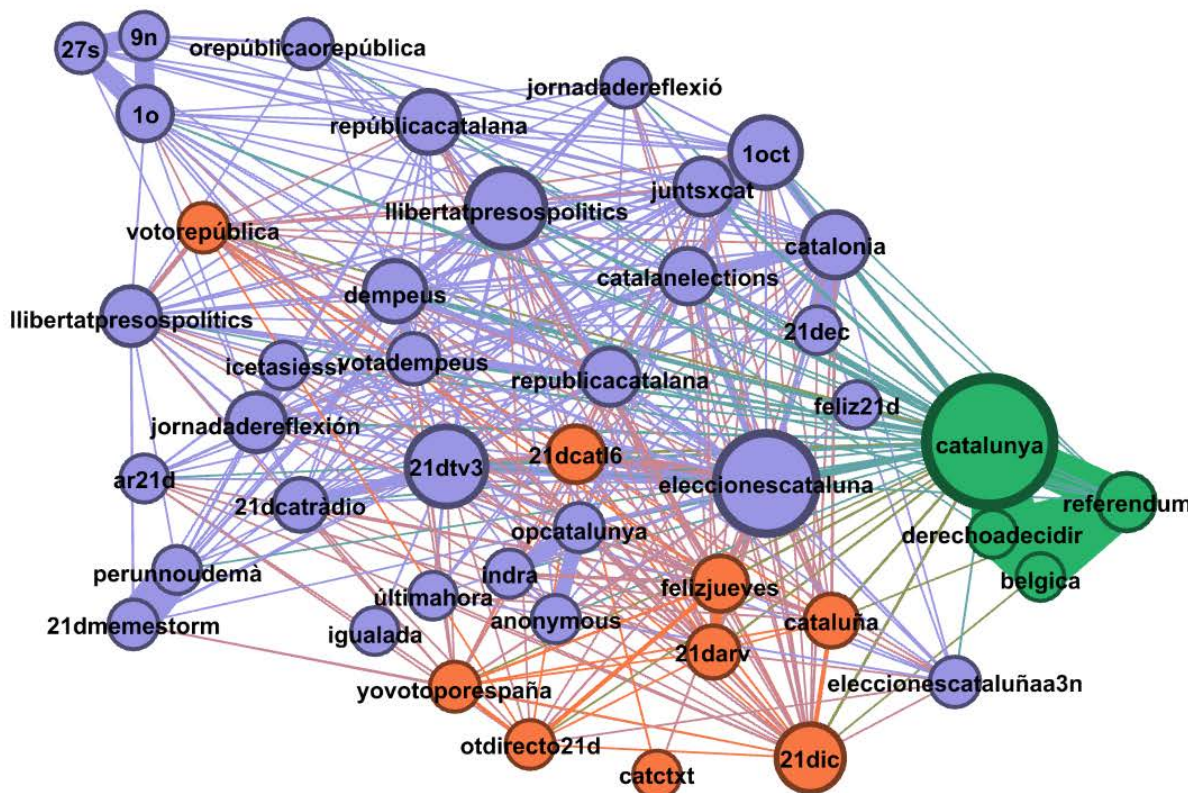 9n
27s
orepúblicaorepública
jornadadereflexió
1o
repúblicacatalana
1oct
juntsxcat
llibertatpresospolitics
votorepública
catalonia
catalanelections
dempeus
llibertatpresospolítics
21dec
icetasiessi
votadempeus
republicacatalana
feliz21d
jornadadereflexión
catalunya
21dtv3
21dcatl6
ar21d
eleccionescataluna
referendum
21dcatràdio
opcatalunya
derechoadecidir
perunnoudemà
indra
belgica
felizjueves
últimahora
21dmemestorm
igualada
anonymous
cataluña
21darv
yovotoporespaña
eleccionescataluñaa3n
otdirecto21d
21dic
catctxt